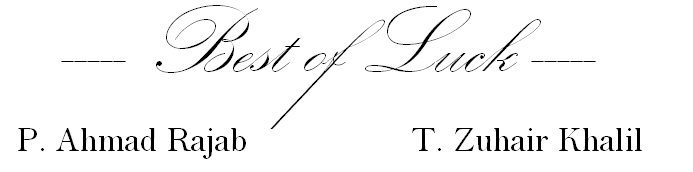 ----- Best of Luck -----
P. Ahmad Rajab T. Zuhair Khalil